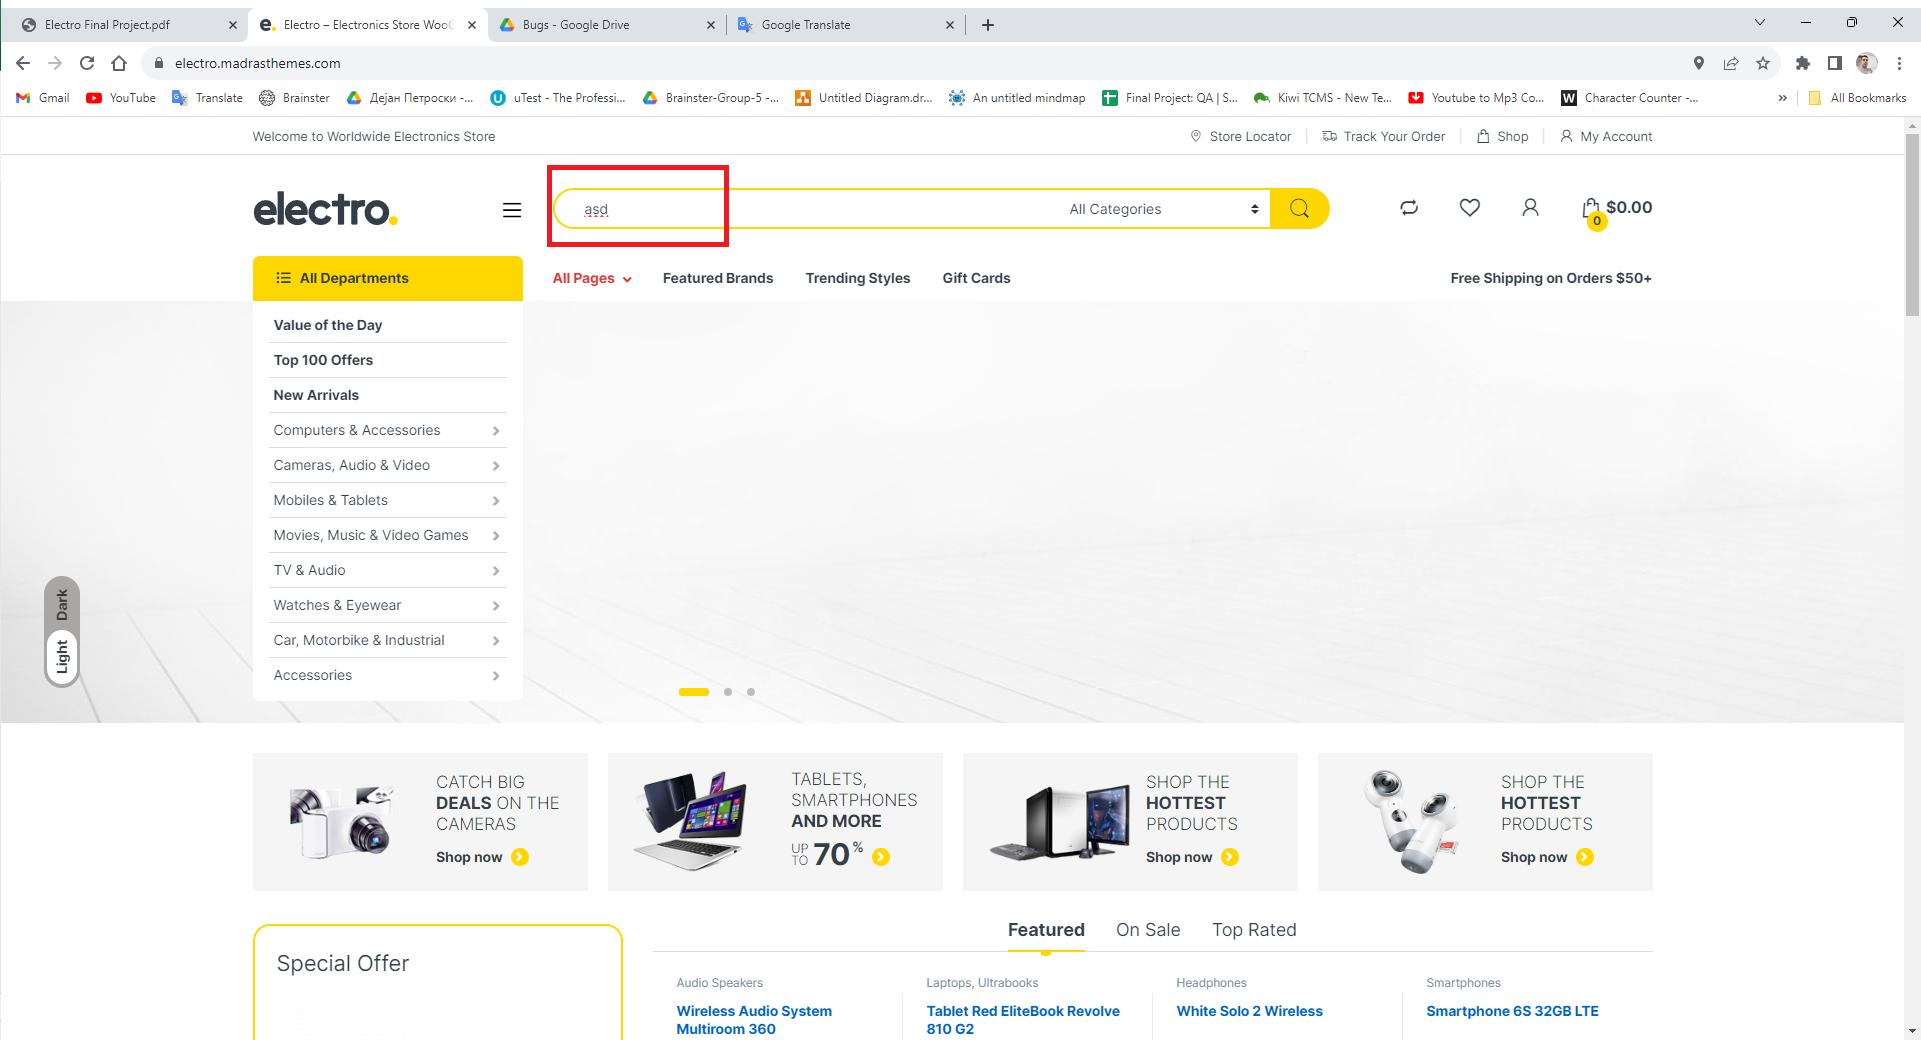 Electro Final Project.pdf
Electro – Electronics Store WooC
Bugs - Google Drive
Google Translate
electro.madrasthemes.com
Gmail
YouTube
Translate
Brainster
Дејан Петроски -...
uTest - The Professi...
Brainster-Group-5 -...
Untitled Diagram.dr...
An untitled mindmap
Final Project: QA | S...
Kiwi TCMS - New Te...
Youtube to Mp3 Co...
W Character Counter -...
» All Bookmarks
Welcome to Worldwide Electronics Store
Store Locator
Track Your Order
Shop
My Account
electro.
asd
All Categories
0
$0.00
All Departments
All Pages
Featured Brands
Trending Styles
Gift Cards
Free Shipping on Orders $50+
Value of the Day
Top 100 Offers
New Arrivals
Computers & Accessories
Cameras, Audio & Video
Mobiles & Tablets
Movies, Music & Video Games
TV & Audio
Watches & Eyewear
Car, Motorbike & Industrial
Accessories
Dark
Light
CATCH BIG
DEALS ON THE
CAMERAS
Shop now
TABLETS,
SMARTPHONES
AND MORE
UP TO 70%
SHOP THE
HOTTEST
PRODUCTS
Shop now
SHOP THE
HOTTEST
PRODUCTS
Shop now
Special Offer
Featured
On Sale
Top Rated
Audio Speakers
Wireless Audio System
Multiroom 360
Laptops, Ultrabooks
Tablet Red EliteBook Revolve
810 G2
Headphones
White Solo 2 Wireless
Smartphones
Smartphone 6S 32GB LTE